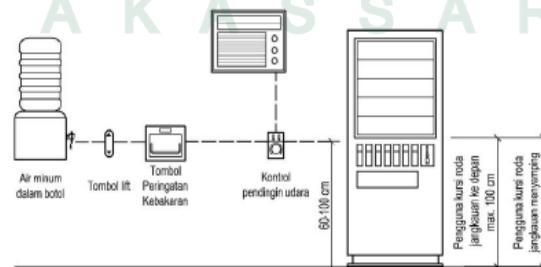 AKASSAR
Air minum
dalam botol
Tombol lift
Tombol
Peringatan
Kebakaran
Kontrol
pendingin udara
60-100 cm
Pengguna kursi roda
jangkauan ke depan
max. 100 cm
Pengguna kursi roda
jangkauan menyamping